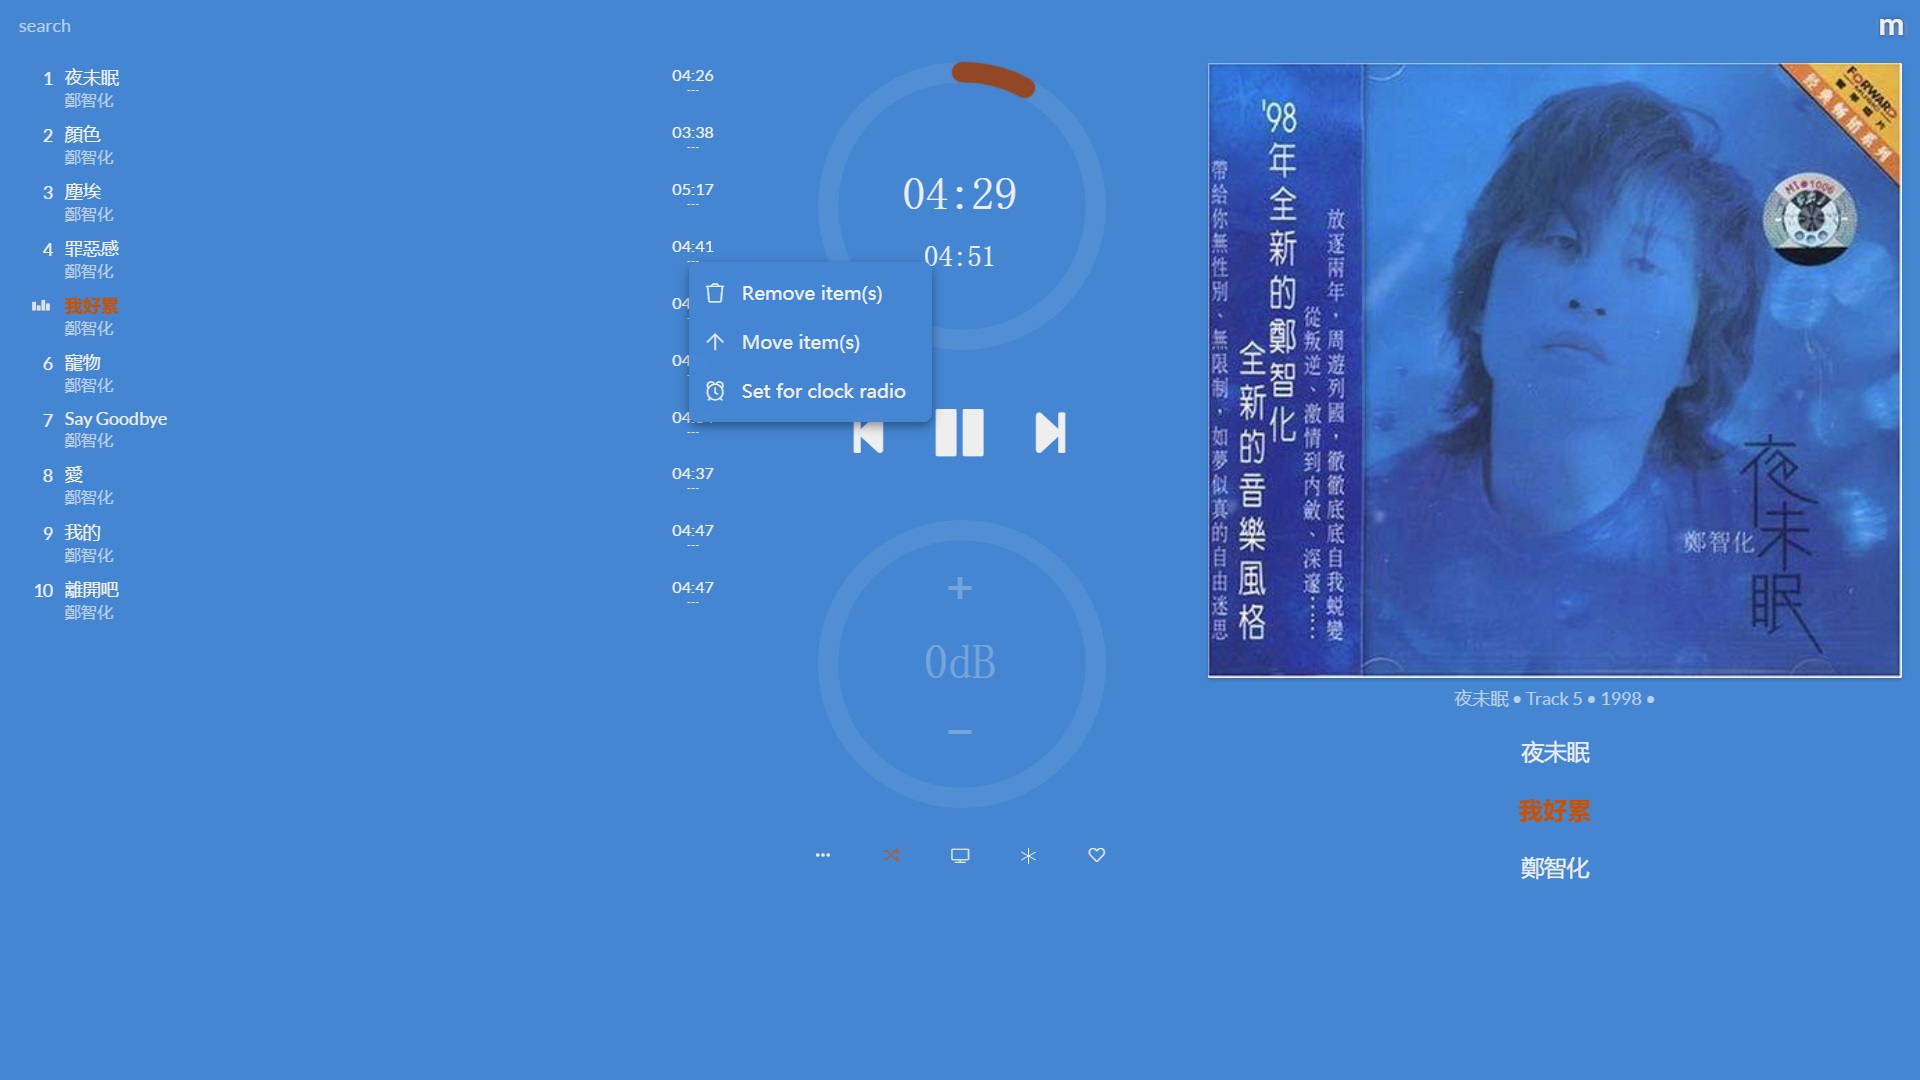 search
m
1 夜未眠 04:26
鄭智化 ---
2 顏色 03:38
鄭智化 ---
3 塵埃 05:17
鄭智化 ---
4 罪惡感 04:41
鄭智化 ---
我好累 04
鄭智化
6 寵物 04
鄭智化
7 Say Goodbye
鄭智化 ---
8 愛 04:37
鄭智化 ---
9 我的 04:47
鄭智化 ---
10 離開吧 04:47
鄭智化 ---
04:29
04:51
Remove item(s)
Move item(s)
Set for clock radio
+
0dB
−
'98年全新的鄭智化
全新的音樂風格
放逐兩年，周遊列國，徹徹底底自我蛻變
從叛逆、激情到內斂、深邃……
帶給你無性別、無限制，如夢似真的自由迷思
FORWARD
经典畅销系列
夜未眠
鄭智化
夜未眠 • Track 5 • 1998 •
夜未眠
我好累
鄭智化